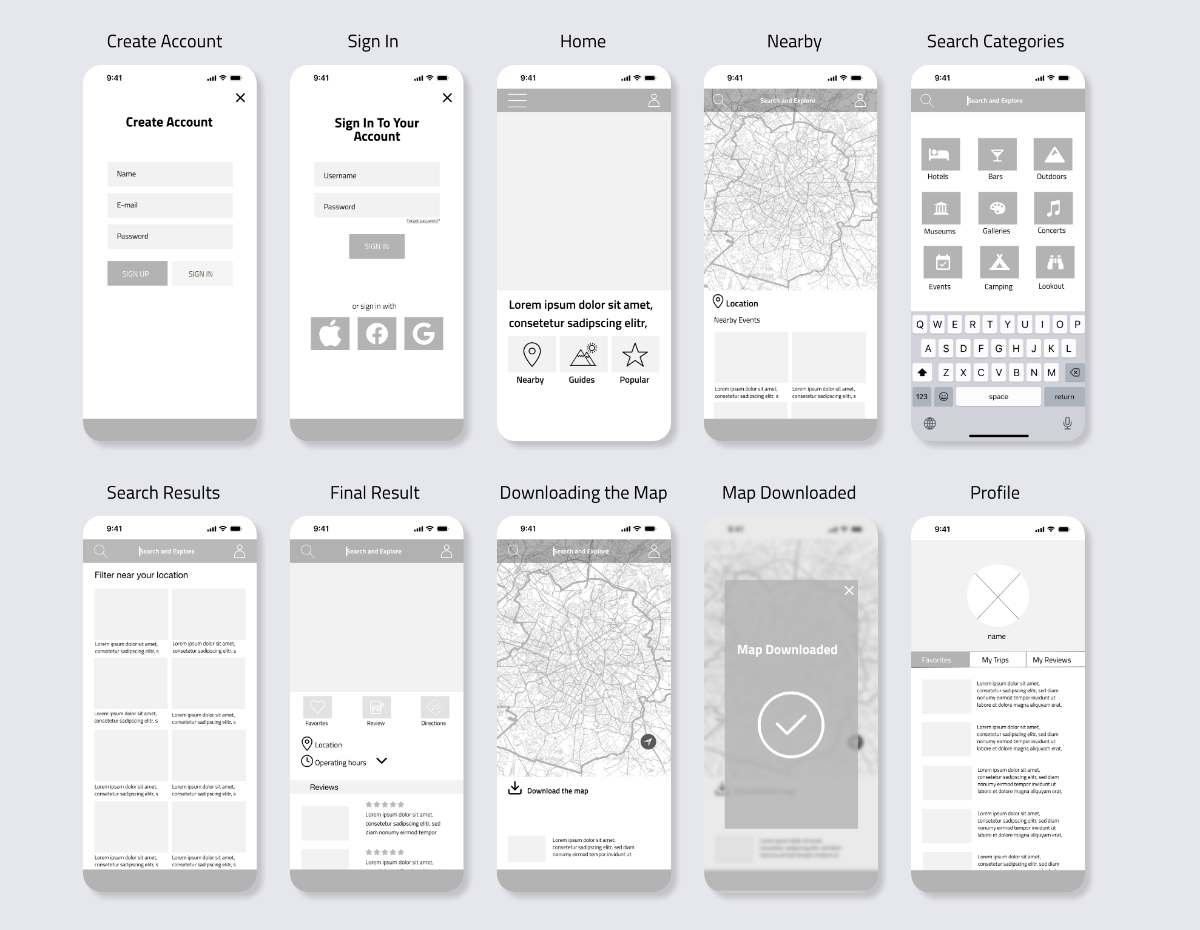 Create Account
Sign In
Home
Nearby
Search Categories
9:41
Create Account
Name
E-mail
Password
SIGN UP
SIGN IN
9:41
Sign In To Your
Account
Username
Password
Forgot password?
SIGN IN
or sign in with
G
9:41
Lorem ipsum dolor sit amet,
consetetur sadipscing elitr,
Nearby
Guides
Popular
9:41
Search and Explore
Location
Nearby Events
Lorem ipsum dolor sit amet,
consetetur sadipscing elitr, s
Lorem ipsum dolor sit amet,
consetetur sadipscing elitr, s
9:41
Search and Explore
Hotels
Bars
Outdoors
Museums
Galleries
Concerts
Events
Camping
Lookout
Q W E R T Y U I O P
A S D F G H J K L
Z X C V B N M
123
space
return
Search Results
Final Result
Downloading the Map
Map Downloaded
Profile
9:41
Search and Explore
Filter near your location
Lorem ipsum dolor sit amet,
consetetur sadipscing elitr, s
Lorem ipsum dolor sit amet,
consetetur sadipscing elitr, s
Lorem ipsum dolor sit amet,
consetetur sadipscing elitr, s
Lorem ipsum dolor sit amet,
consetetur sadipscing elitr, s
Lorem ipsum dolor sit amet,
consetetur sadipscing elitr, s
Lorem ipsum dolor sit amet,
consetetur sadipscing elitr, s
Lorem ipsum dolor sit amet,
consetetur sadipscing elitr, s
Lorem ipsum dolor sit amet,
consetetur sadipscing elitr, s
9:41
Search and Explore
Favorites
Review
Directions
Location
Operating hours
Reviews
Lorem ipsum dolor sit amet,
consetetur sadipscing elitr, sed
diam nonumy eirmod tempor
Lorem ipsum dolor sit amet,
9:41
Search and Explore
Download the map
Lorem ipsum dolor sit amet,
consetetur sadipscing elitr, sed diam
nonumy eirmod tempor invidunt ut
9:41
Map Downloaded
Download the map
9:41
name
Favorites
My Trips
My Reviews
Lorem ipsum dolor sit amet,
consetetur sadipscing elitr, sed diam
nonumy eirmod tempor invidunt ut
labore et dolore magna aliquyam erat,
Lorem ipsum dolor sit amet,
consetetur sadipscing elitr, sed diam
nonumy eirmod tempor invidunt ut
labore et dolore magna aliquyam erat,
Lorem ipsum dolor sit amet,
consetetur sadipscing elitr, sed diam
nonumy eirmod tempor invidunt ut
labore et dolore magna aliquyam erat,
Lorem ipsum dolor sit amet,
consetetur sadipscing elitr, sed diam
nonumy eirmod tempor invidunt ut
labore et dolore magna aliquyam erat,
Lorem ipsum dolor sit amet,
consetetur sadipscing elitr, sed diam